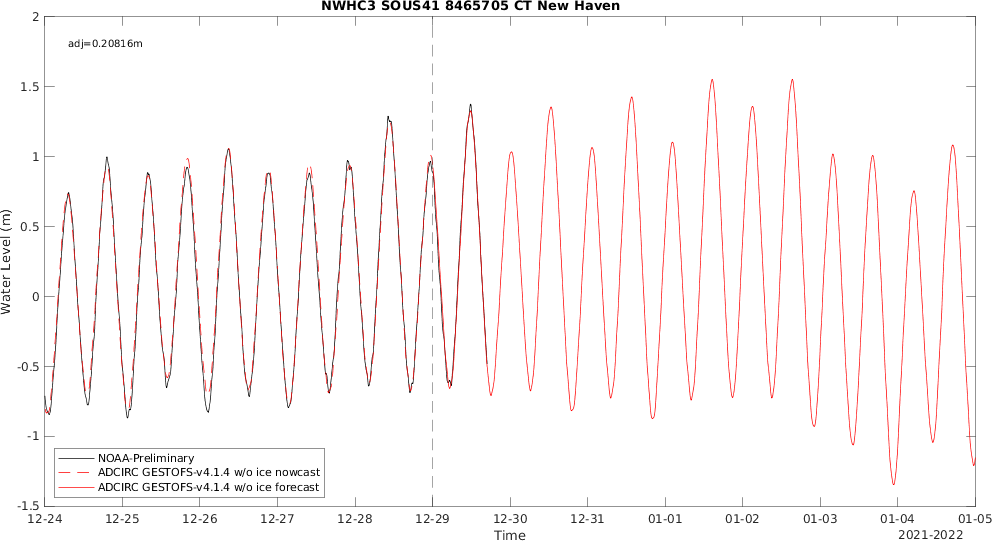 NWHC3 SOUS41 8465705 CT New Haven
adj=0.20816m
2
1.5
1
0.5
0
-0.5
-1
-1.5
Water Level (m)
NOAA-Preliminary
ADCIRC GESTOFS-v4.1.4 w/o ice nowcast
ADCIRC GESTOFS-v4.1.4 w/o ice forecast
12-24 12-25 12-26 12-27 12-28 12-29 12-30 12-31 01-01 01-02 01-03 01-04 01-05
Time
2021-2022